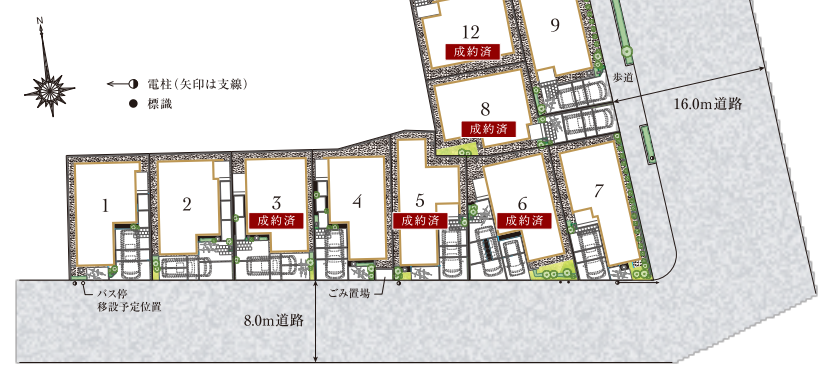 N
電柱（矢印は支線）
標識
12
成約済
9
8
成約済
歩道
16.0m道路
1
2
3
成約済
4
5
成約済
6
成約済
7
バス停
移設予定位置
ごみ置場
8.0m道路